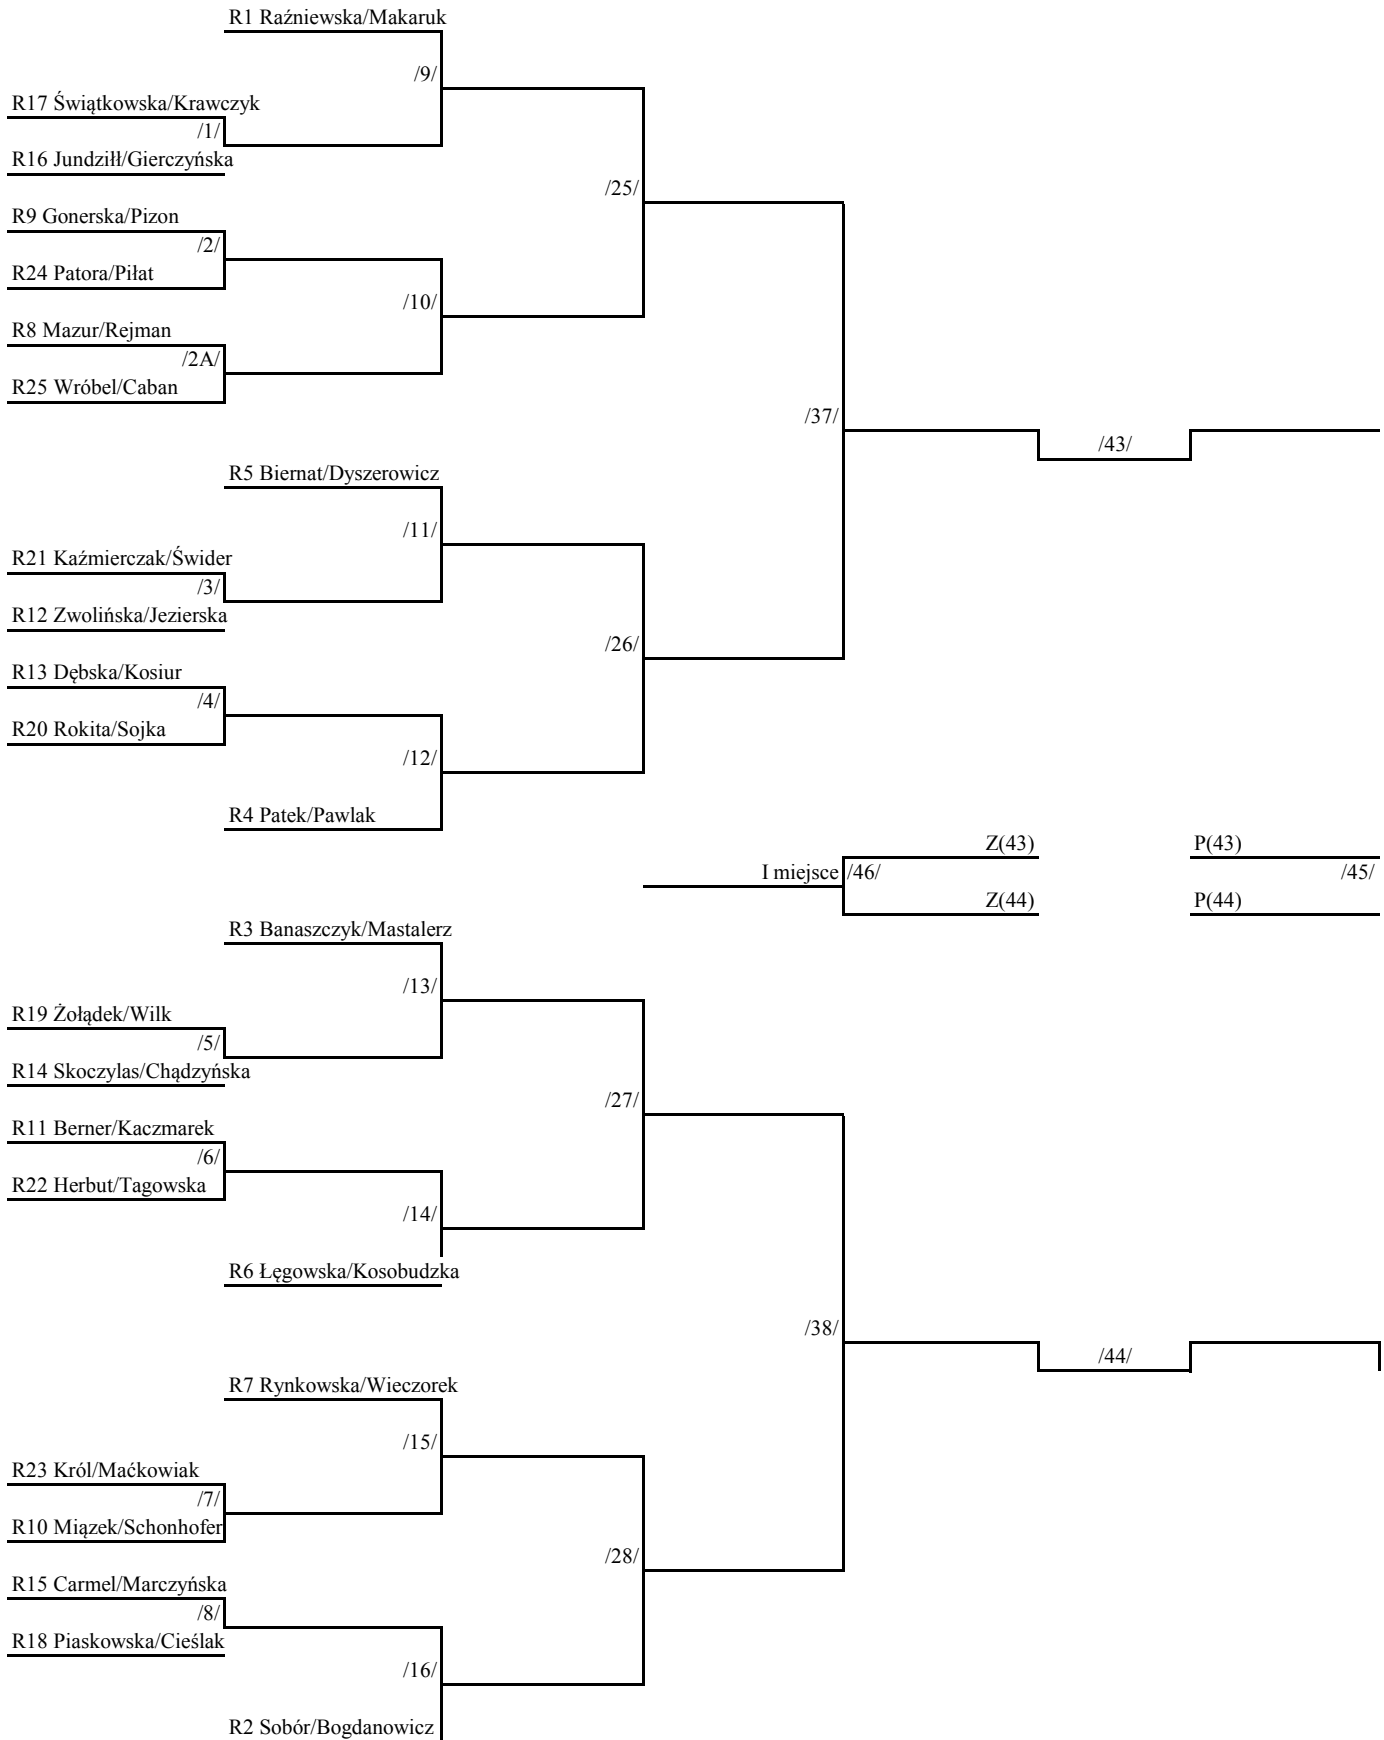 R1 Raźniewska/Makaruk
/9/
R17 Świątkowska/Krawczyk
/1/
R16 Jundziłł/Gierczyńska
/25/
R9 Gonerska/Pizon
/2/
R24 Patora/Piłat
/10/
R8 Mazur/Rejman
/2A/
R25 Wróbel/Caban
/37/
/43/
R5 Biernat/Dyszerowicz
/11/
R21 Kaźmierczak/Świder
/3/
R12 Zwolińska/Jezierska
/26/
R13 Dębska/Kosiur
/4/
R20 Rokita/Sojka
/12/
R4 Patek/Pawlak
Z(43) P(43)
I miejsce /46/ /45/
Z(44) P(44)
R3 Banaszczyk/Mastalerz
/13/
R19 Żołądek/Wilk
/5/
R14 Skoczylas/Chądzyńska
/27/
R11 Berner/Kaczmarek
/6/
R22 Herbut/Tagowska
/14/
R6 Łęgowska/Kosobudzka
/38/
/44/
R7 Rynkowska/Wieczorek
/15/
R23 Król/Maćkowiak
/7/
R10 Miązek/Schonhofer
/28/
R15 Carmel/Marczyńska
/8/
R18 Piaskowska/Cieślak
/16/
R2 Sobór/Bogdanowicz